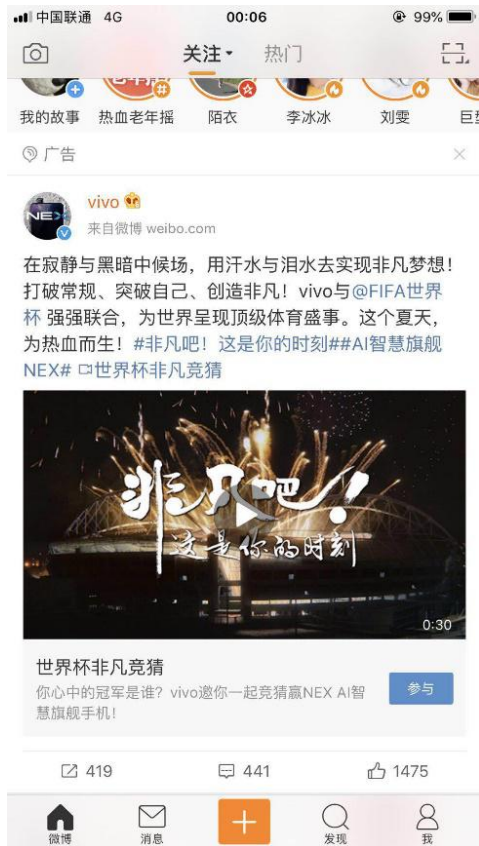 中国联通 4G 00:06 99%
关注 热门
我的故事 热血老年摇 陌衣 李冰冰 刘雯
广告
NEX
vivo
来自微博 weibo.com
在寂静与黑暗中候场，用汗水与泪水去实现非凡梦想！
打破常规、突破自己、创造非凡！vivo与@FIFA世界
杯 强强联合，为世界呈现顶级体育盛事。这个夏天，
为热血而生！#非凡吧！这是你的时刻##AI智慧旗舰
NEX# 世界杯非凡竞猜
非凡吧！
这是你的时刻
0:30
世界杯非凡竞猜
你心中的冠军是谁？vivo邀你一起竞猜赢NEX AI智
慧旗舰手机！
参与
419 441 1475
微博 消息 发现 我